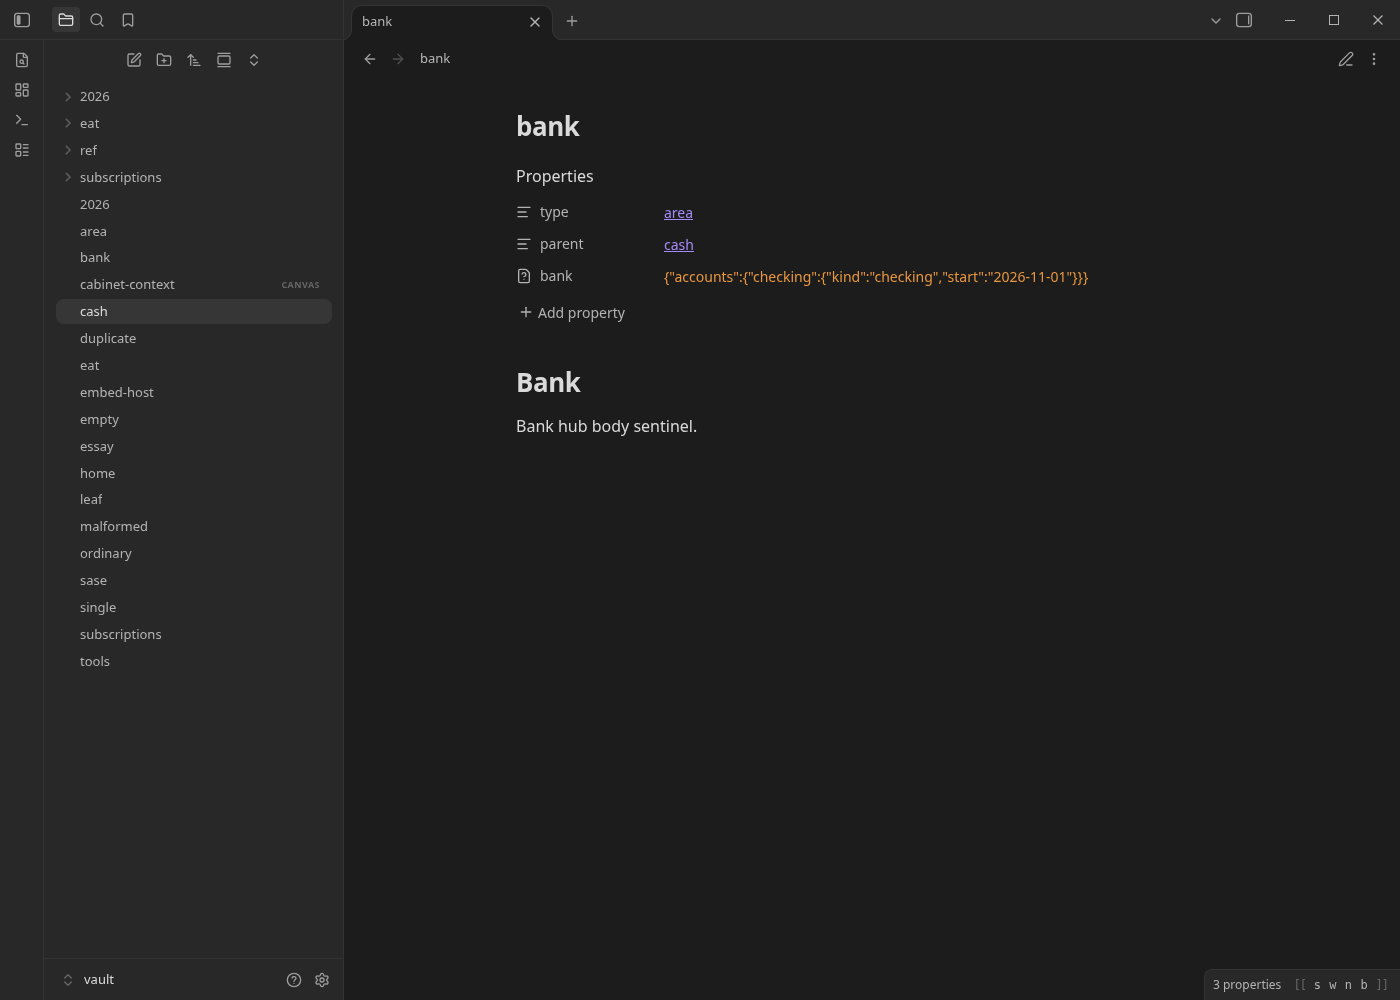 bank
bank
2026
eat
ref
subscriptions
2026
area
bank
cabinet-context CANVAS
cash
duplicate
eat
embed-host
empty
essay
home
leaf
malformed
ordinary
sase
single
subscriptions
tools
vault
bank
Properties
type area
parent cash
bank {"accounts":{"checking":{"kind":"checking","start":"2026-11-01"}}}
Add property
Bank
Bank hub body sentinel.
3 properties [[ s w n b ]]